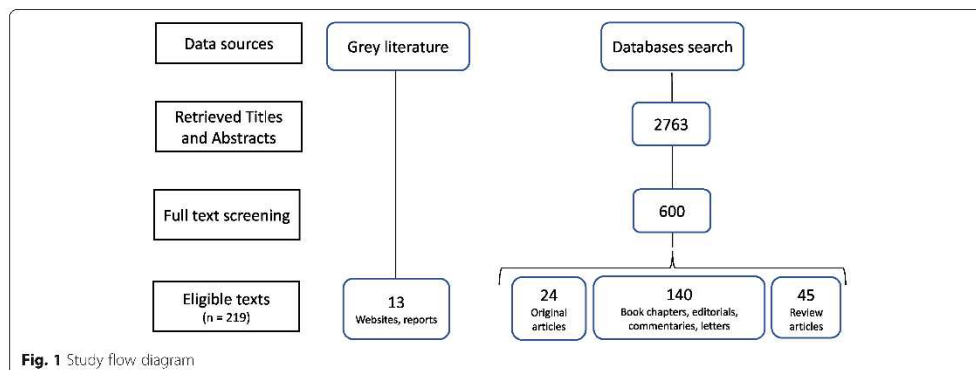 Data sources
Grey literature
Databases search
Retrieved Titles
and Abstracts
2763
Full text screening
600
Eligible texts
(n = 219)
13
Websites, reports
24
Original
articles
140
Book chapters, editorials,
commentaries, letters
45
Review
articles
Fig. 1 Study flow diagram